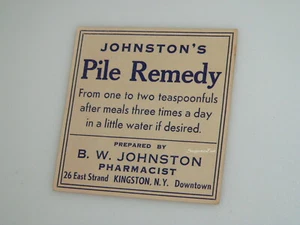 JOHNSTON'S
Pile Remedy
From one to two teaspoonfuls
after meals three times a day
in a little water if desired.
PREPARED BY
B. W. JOHNSTON
PHARMACIST
26 East Strand KINGSTON, N.Y. Downtown